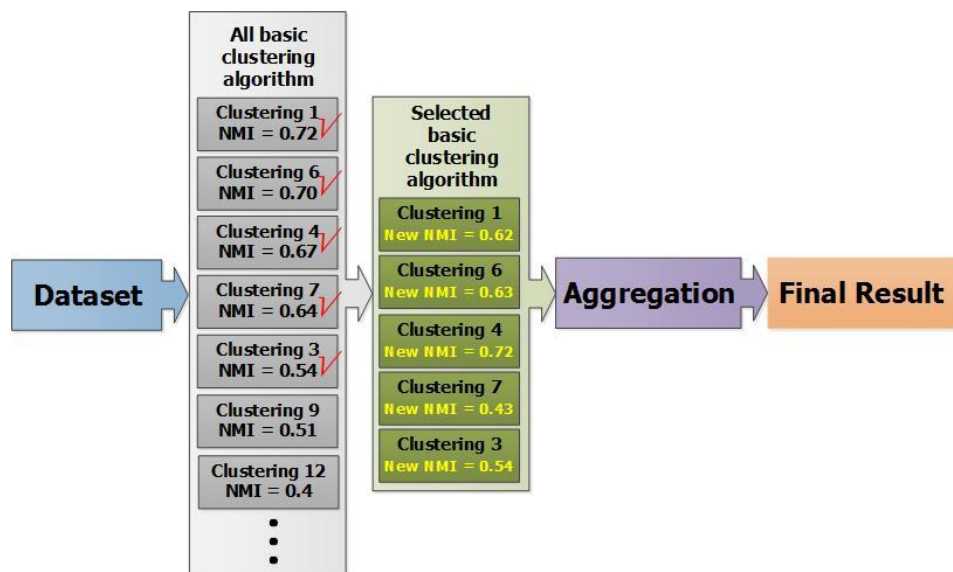 All basic
clustering
algorithm
Clustering 1
NMI = 0.72
Clustering 6
NMI = 0.70
Clustering 4
NMI = 0.67
Clustering 7
NMI = 0.64
Clustering 3
NMI = 0.54
Clustering 9
NMI = 0.51
Clustering 12
NMI = 0.4
Selected
basic
clustering
algorithm
Clustering 1
New NMI = 0.62
Clustering 6
New NMI = 0.63
Clustering 4
New NMI = 0.72
Clustering 7
New NMI = 0.43
Clustering 3
New NMI = 0.54
Dataset
Aggregation
Final Result